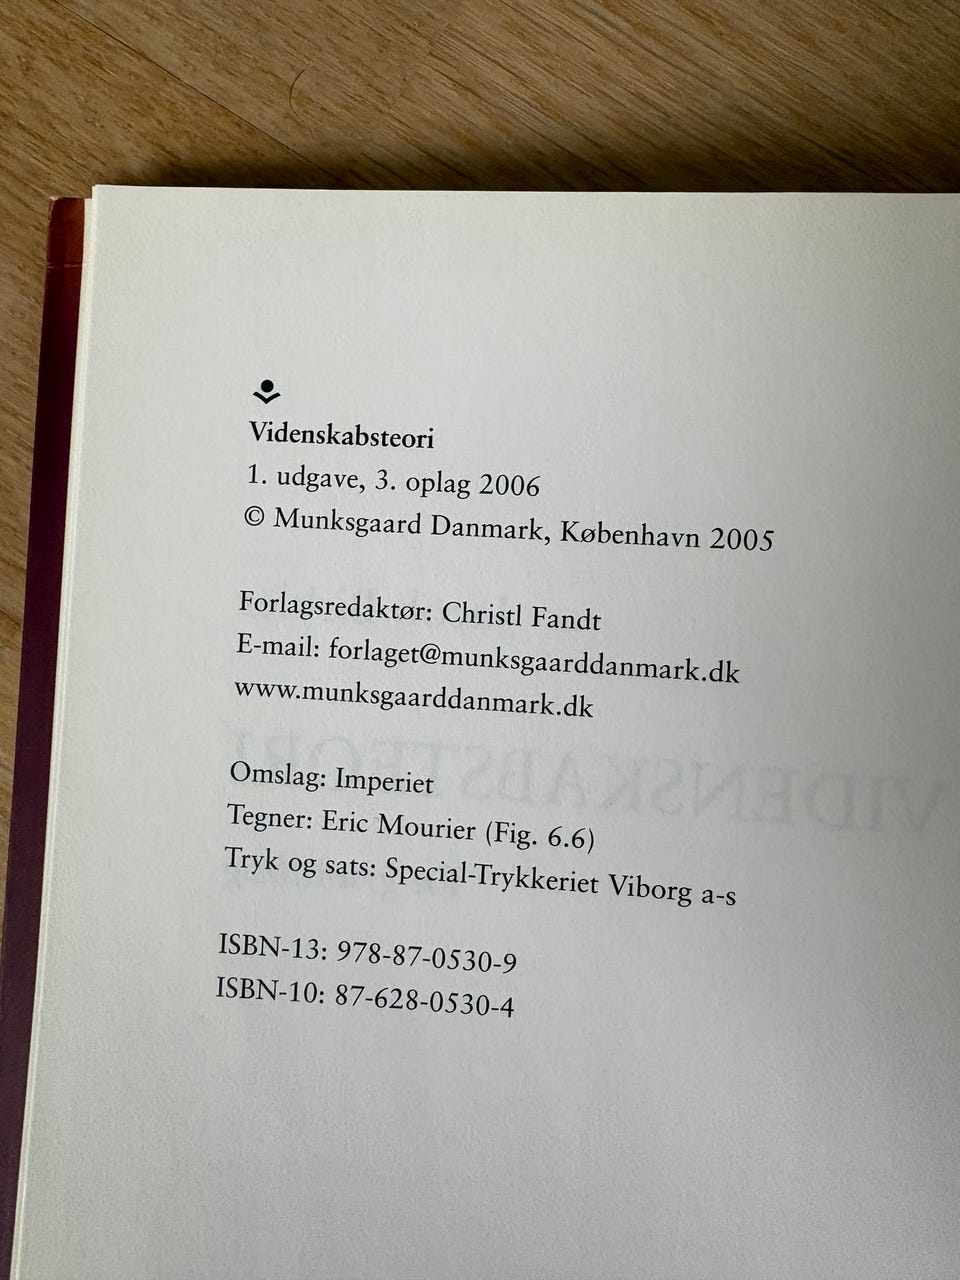 Videnskabsteori
1. udgave, 3. oplag 2006
© Munksgaard Danmark, København 2005
Forlagsredaktør: Christl Fandt
E-mail: forlaget@munksgaarddanmark.dk
www.munksgaarddanmark.dk
Omslag: Imperiet
Tegner: Eric Mourier (Fig. 6.6)
Tryk og sats: Special-Trykkeriet Viborg a-s
ISBN-13: 978-87-0530-9
ISBN-10: 87-628-0530-4
VIDENSKABSTEORI